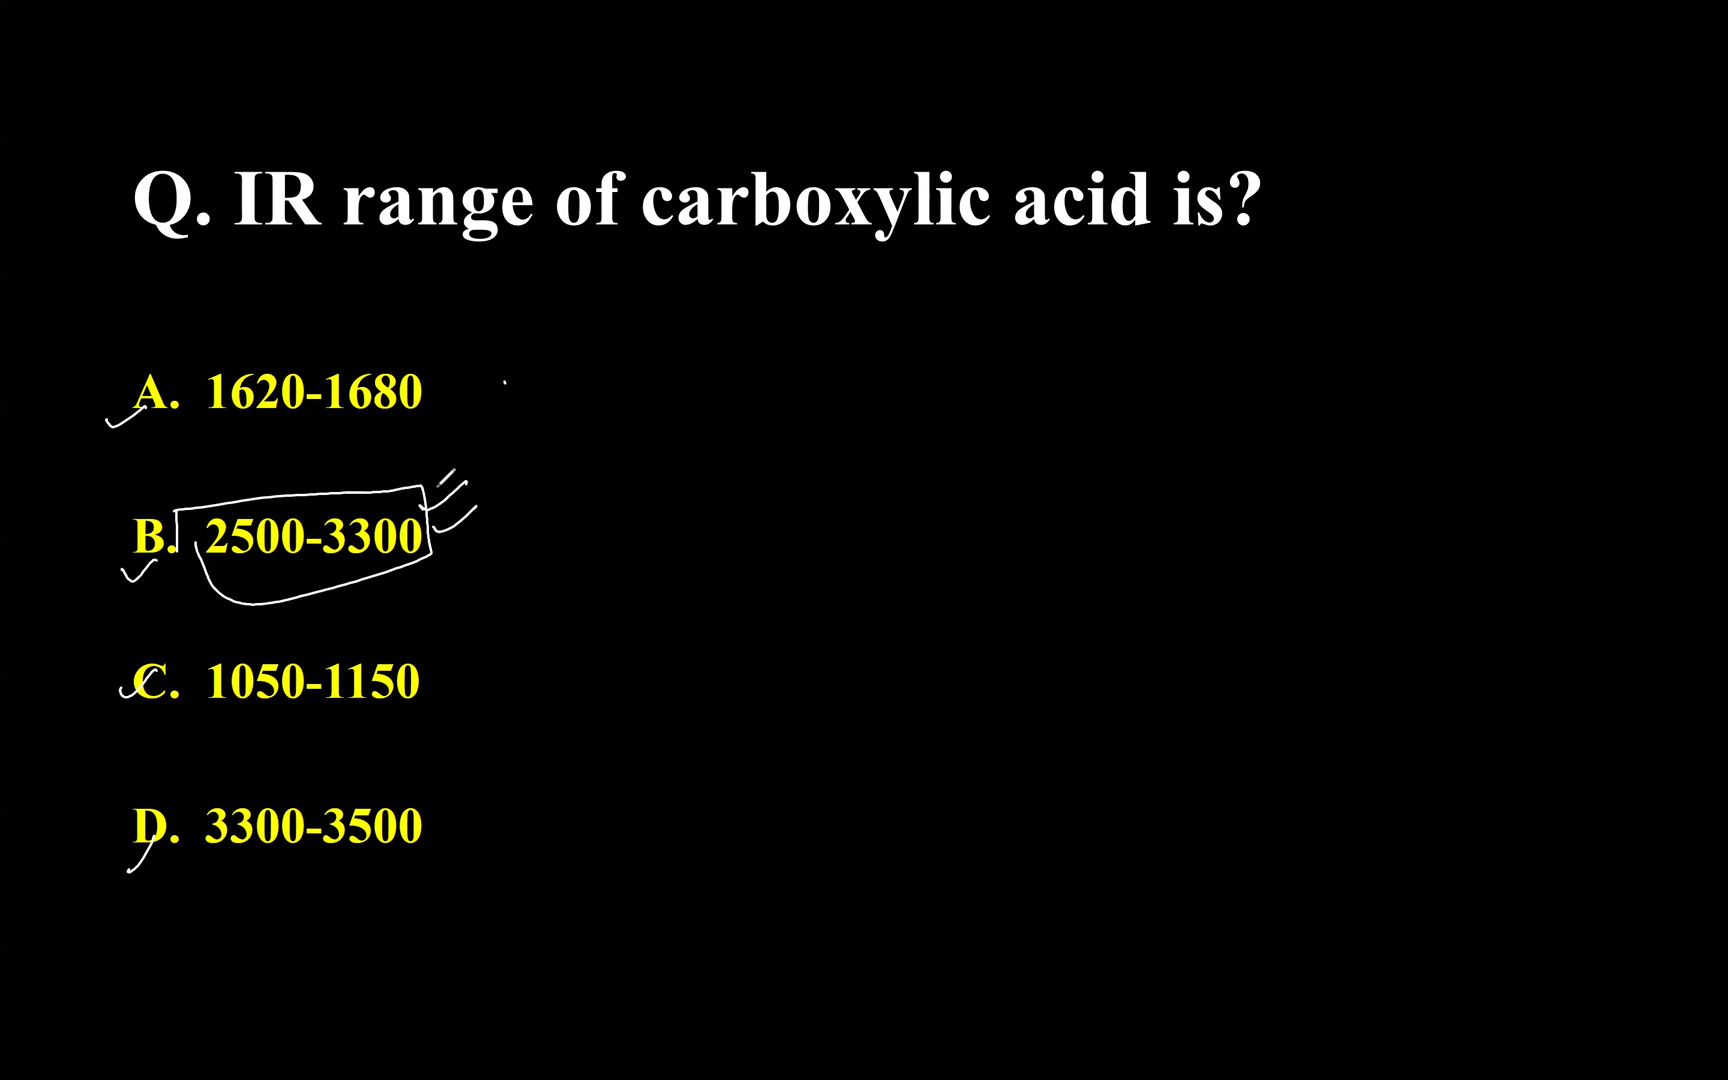 Q. IR range of carboxylic acid is?
A. 1620-1680
B. 2500-3300
C. 1050-1150
D. 3300-3500